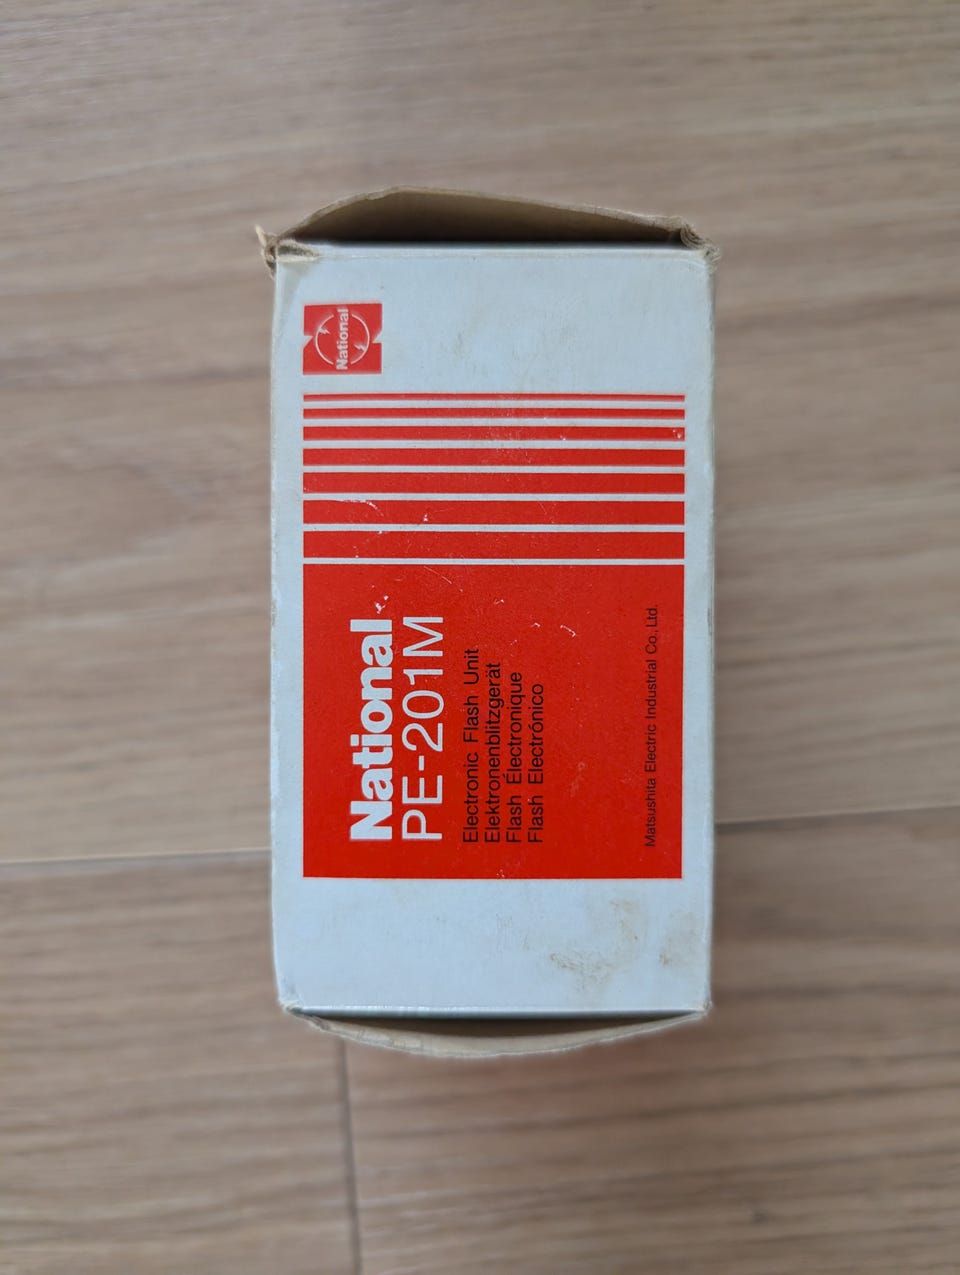 National
National
PE-201M
Electronic Flash Unit
Elektronenblitzgerät
Flash Électronique
Flash Electrónico
Matsushita Electric Industrial Co., Ltd.